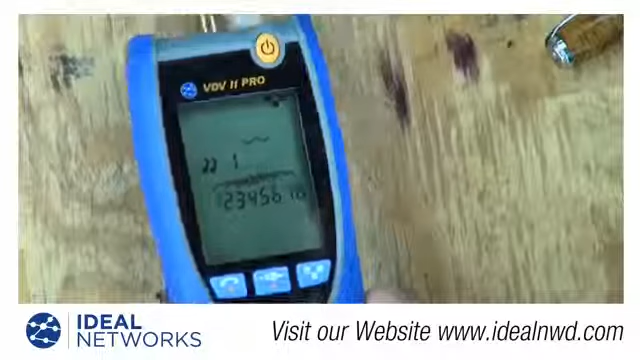 VDV II PRO
1
23456
IDEAL
NETWORKS
Visit our Website www.idealnwd.com